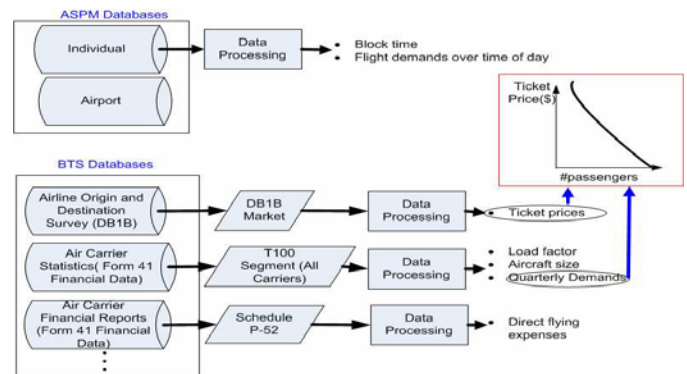 ASPM Databases
Individual
Data
Processing
• Block time
• Flight demands over time of day
Airport
Ticket
Price($)
#passengers
BTS Databases
Airline Origin and
Destination
Survey (DB1B)
DB1B
Market
Data
Processing
• Ticket prices
Air Carrier
Statistics( Form 41
Financial Data)
T100
Segment (All
Carriers)
Data
Processing
• Load factor
• Aircraft size
• Quarterly Demands
Air Carrier
Financial Reports
(Form 41 Financial
Data)
Schedule
P-52
Data
Processing
• Direct flying
expenses